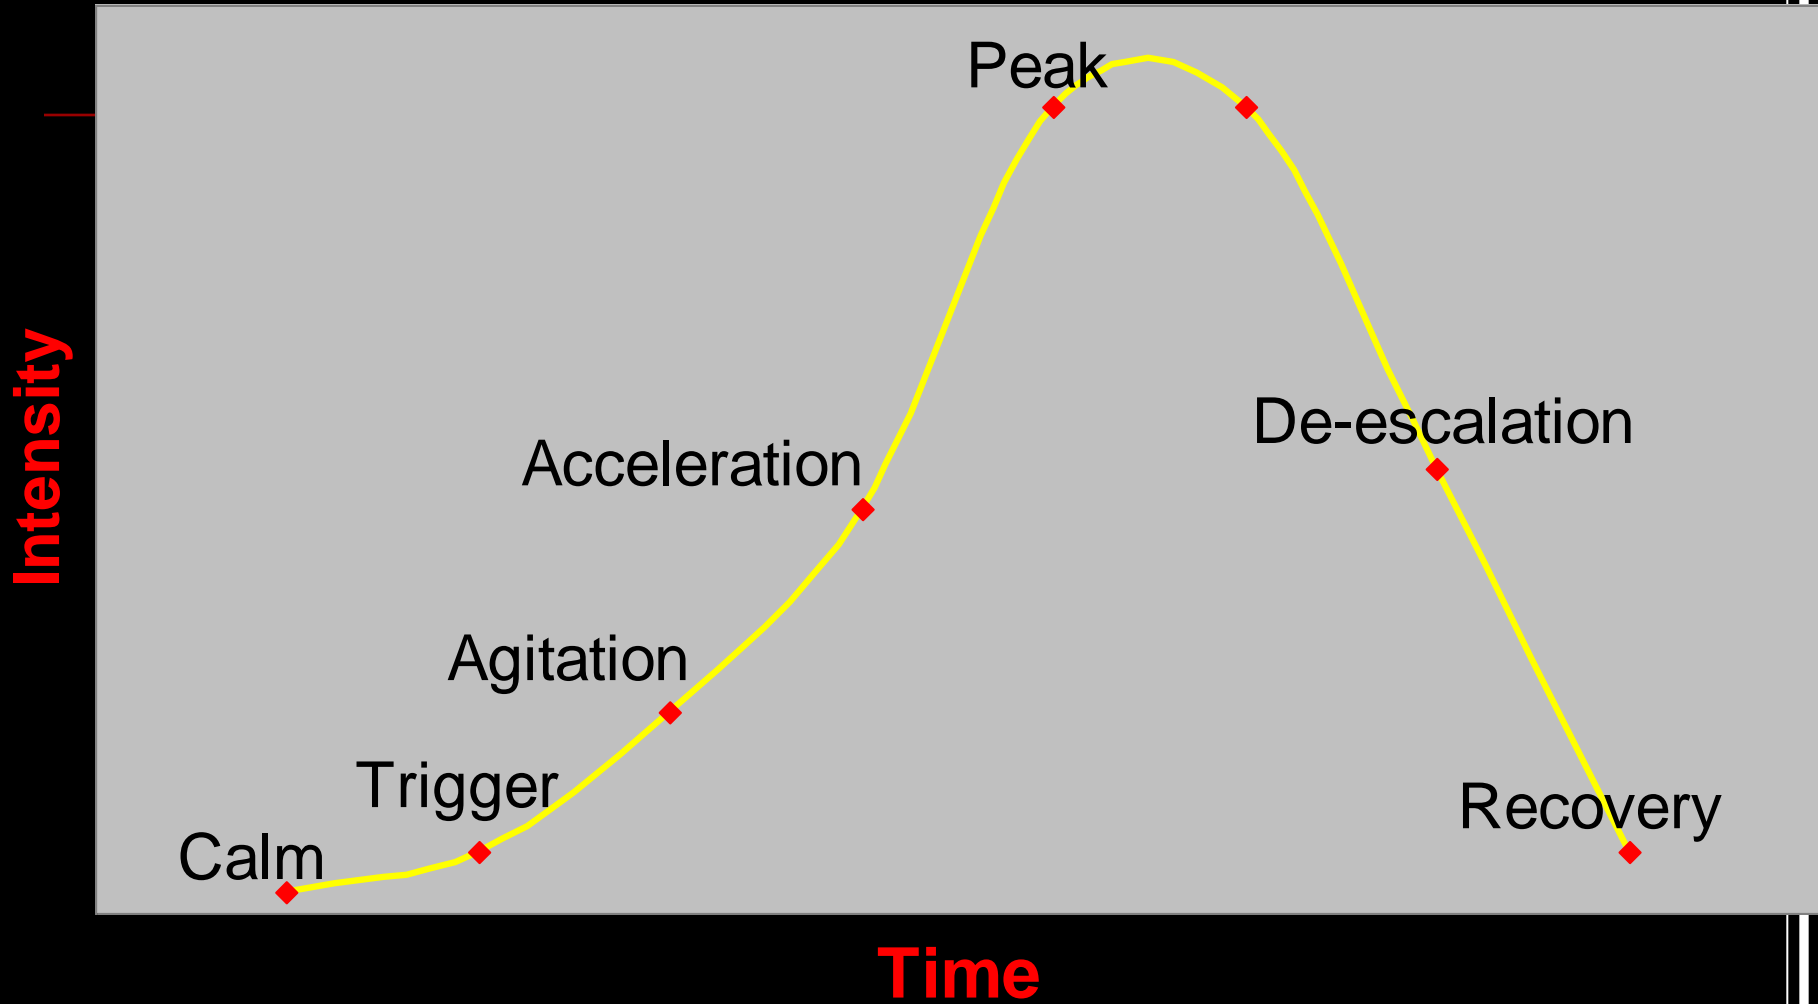 Peak
De-escalation
Acceleration
Agitation
Trigger
Recovery
Calm
Intensity
Time